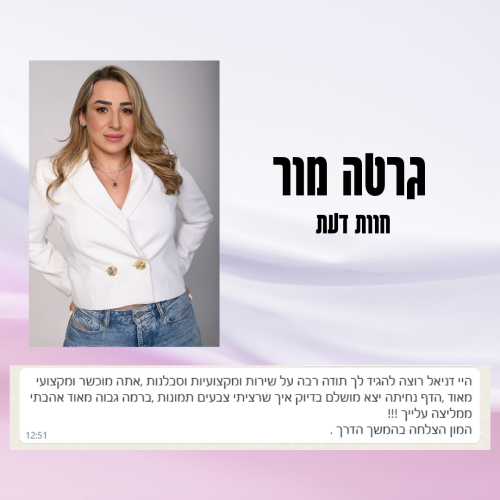 גרטה מור
חוות דעת
היי דניאל רוצה להגיד לך תודה רבה על שירות ומקצועיות וסבלנות ,אתה מוכשר ומקצועי
מאוד ,הדף נחיתה יצא מושלם בדיוק איך שרציתי צבעים תמונות ,ברמה גבוה מאוד אהבתי
ממליצה עלייך !!!
המון הצלחה בהמשך הדרך .
12:51